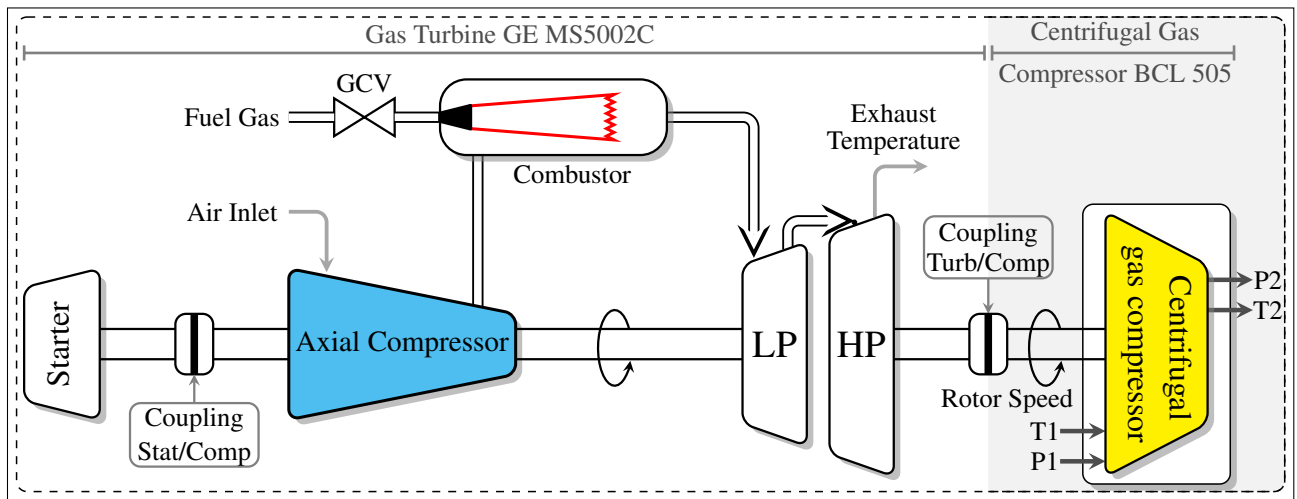 Gas Turbine GE MS5002C
Centrifugal Gas
Compressor BCL 505
GCV
Fuel Gas
Combustor
Exhaust
Temperature
Air Inlet
Coupling
Turb/Comp
Starter
Axial Compressor
LP
HP
Centrifugal
gas compressor
P2
T2
Rotor Speed
T1
P1
Coupling
Stat/Comp